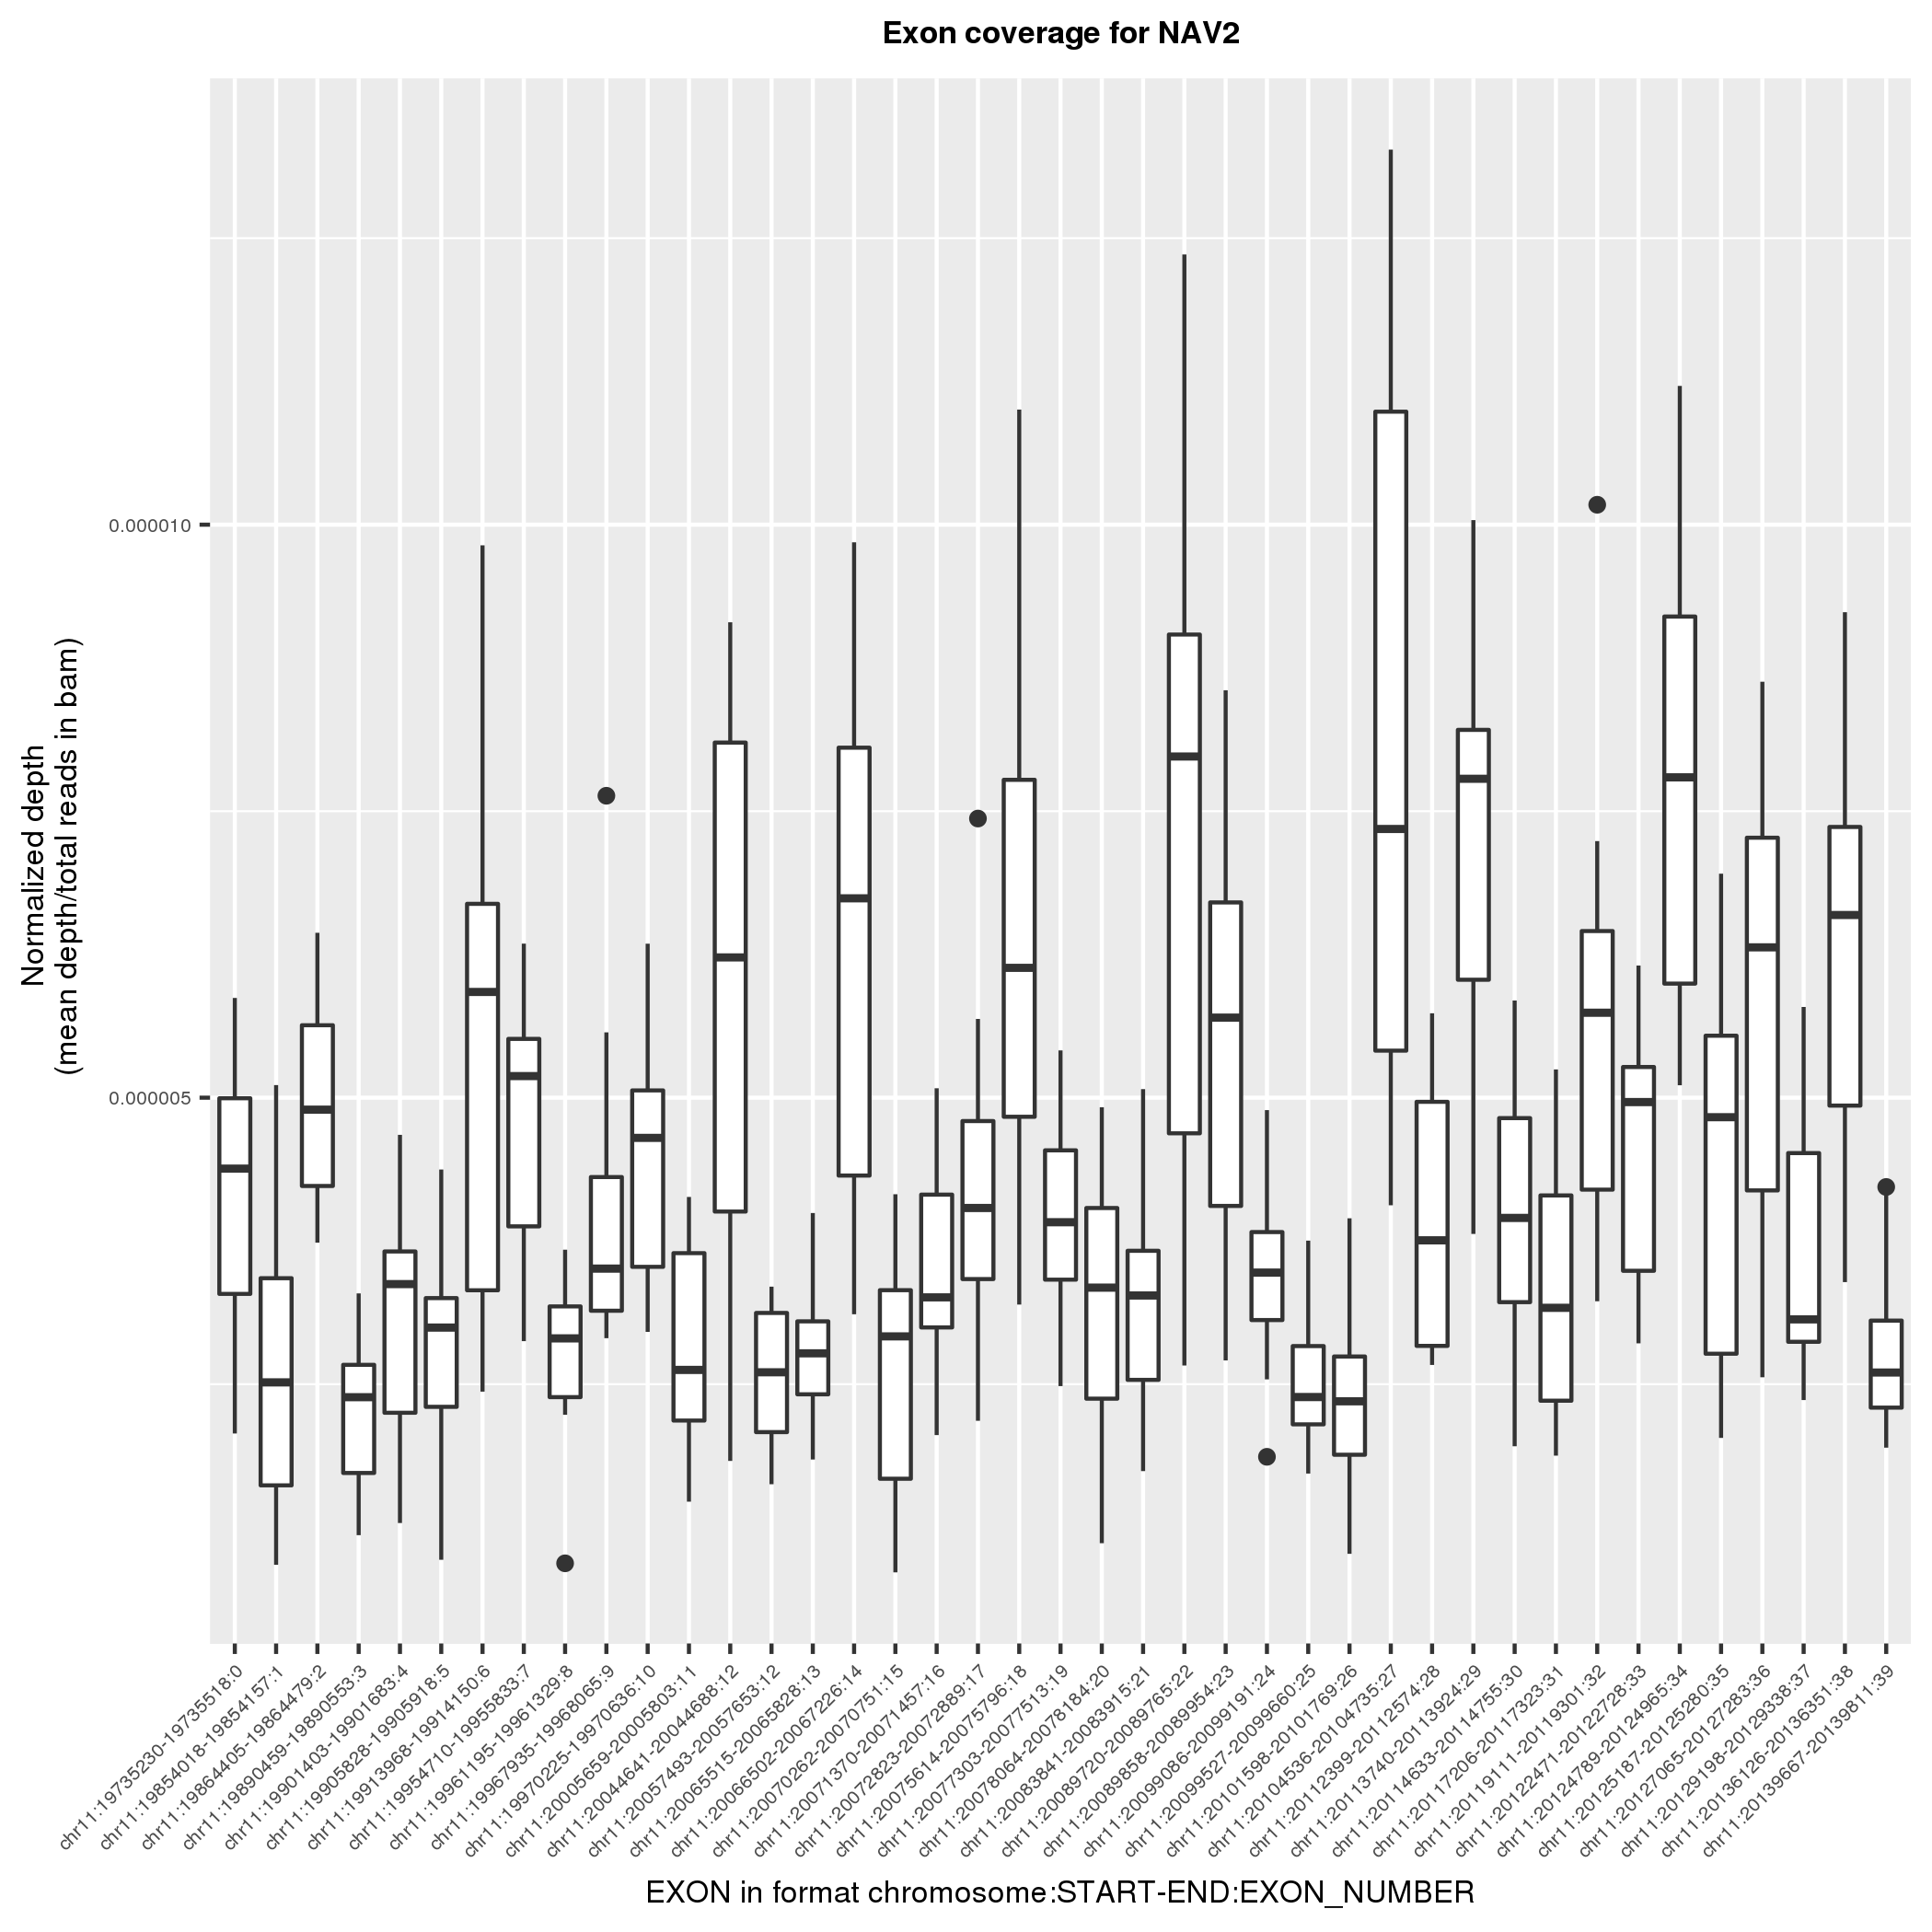 Exon coverage for NAV2
Normalized depth
(mean depth/total reads in bam)
0.000010
0.000005
chr11:19735230-19735518:0
chr11:19854018-19854157:1
chr11:19864405-19864479:2
chr11:19890459-19890553:3
chr11:19901403-19901683:4
chr11:19905828-19905918:5
chr11:19913968-19914150:6
chr11:19954710-19955833:7
chr11:19961195-19961329:8
chr11:19967935-19968065:9
chr11:19970225-19970636:10
chr11:20005659-20005803:11
chr11:20044461-20044688:12
chr11:20057493-20057653:12
chr11:20065515-20065828:13
chr11:20066502-20067226:14
chr11:20070262-20070751:15
chr11:20071370-20071457:16
chr11:20072823-20072889:17
chr11:20075614-20075796:18
chr11:20077303-20077513:19
chr11:20078064-20078184:20
chr11:20083841-20083915:21
chr11:20089720-20089765:22
chr11:20089858-20089954:23
chr11:20099086-20099191:24
chr11:20099527-20099660:25
chr11:20101598-20101769:26
chr11:20104536-20104735:27
chr11:20112399-20112574:28
chr11:20113740-20113924:29
chr11:20114633-20114755:30
chr11:20117206-20117323:31
chr11:20119111-20119301:32
chr11:20122471-20122728:33
chr11:20124789-20124965:34
chr11:20125187-20125280:35
chr11:20127065-20127283:36
chr11:20129198-20129338:37
chr11:20136126-20136351:38
chr11:20139667-20139811:39
EXON in format chromosome:START-END:EXON_NUMBER